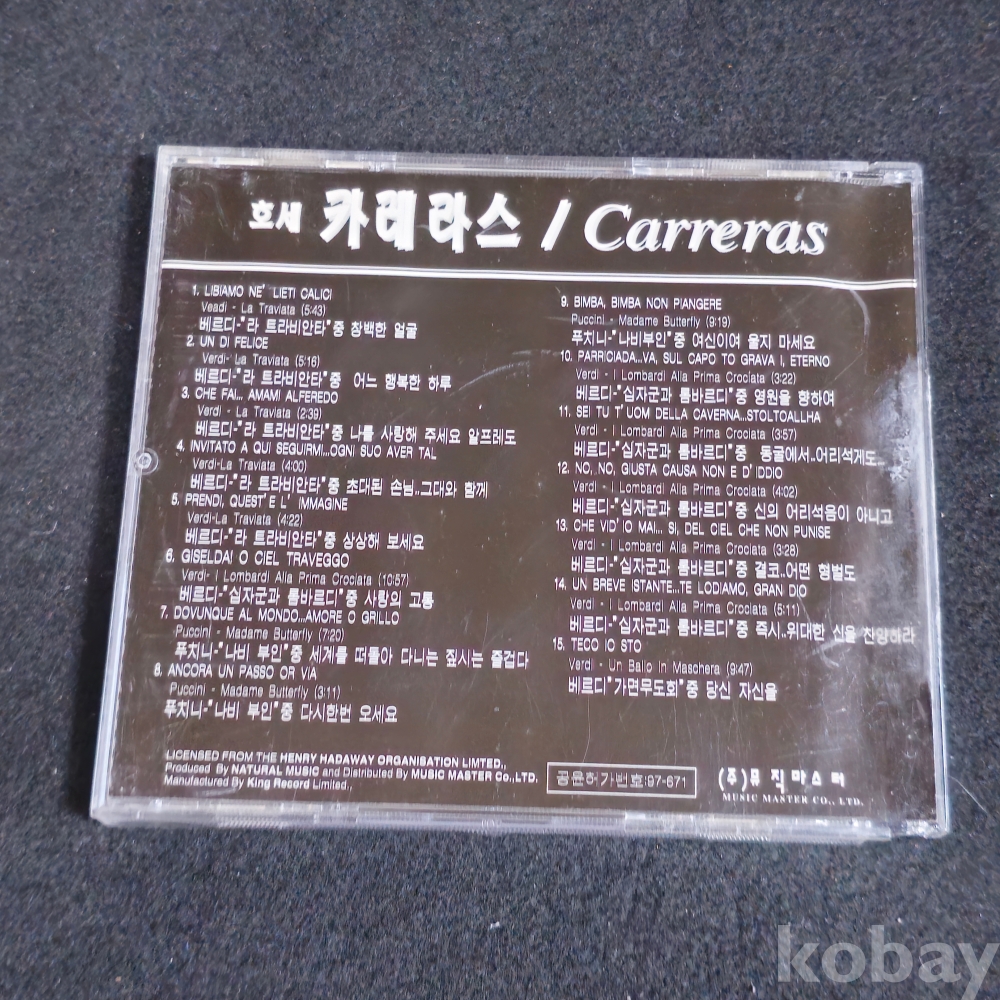 호세 카레라스 / Carreras
1. LIBIAMO NE' LIETI CALICI
Veadi - La Traviata (5:43)
베르디-"라 트라비안타"중 창백한 얼굴
2. UN DI FELICE
Verdi- La Traviata (5:16)
베르디-"라 트라비안타"중 어느 행복한 하루
3. CHE FAI... AMAMI ALFEREDO
Verdi - La Traviata (2:39)
베르디-"라 트라비안타"중 나를 사랑해 주세요 알프레도
4. INVITATO A QUI SEGUIRMI...OGNI SUO AVER TAL
Verdi-La Traviata (4:00)
베르디-"라 트라비안타"중 초대된 손님..그대와 함께
5. PRENDI, QUEST'E L' IMMAGINE
Verdi-La Traviata (4:22)
베르디-"라 트라비안타"중 상상해 보세요
6. GISELDA! O CIEL TRAVEGGO
Verdi- I Lombardi Alla Prima Crociata (10:57)
베르디-"십자군과 롬바르디"중 사랑의 고통
7. DOVUNQUE AL MONDO...AMORE O GRILLO
Puccini - Madame Butterfly (7:20)
푸치니-"나비 부인"중 세계를 떠돌아 다니는 짚시는 즐겁다
8. ANCORA UN PASSO OR VIA
Puccini - Madame Butterfly (3:11)
푸치니-"나비 부인"중 다시한번 오세요
9. BIMBA, BIMBA NON PIANGERE
Puccini - Madame Butterfly (9:19)
푸치니-"나비부인"중 여신이여 울지 마세요
10. PARRICIADA...VA, SUL CAPO TO GRAVA I, ETERNO
Verdi - I Lombardi Alla Prima Crociata (3:22)
베르디-"십자군과 롬바르디"중 영원을 향하여
11. SEI TU T' UOM DELLA CAVERNA...STOLTOALLHA
Verdi - I Lombardi Alla Prima Crociata (3:57)
베르디-"십자군과 롬바르디"중 동굴에서..어리석게도..
12. NO, .NO, GIUSTA CAUSA NON E D' IDDIO
Verdi - I Lombardi Alla Prima Crociata (4:02)
베르디-"십자군과 롬바르디"중 신의 어리석음이 아니고
13. CHE VID' IO MAI... SI, DEL CIEL CHE NON PUNISE
Verdi - I Lombardi Alla Prima Crociata (3:28)
베르디-"십자군과 롬바르디"중 결코..어떤 형벌도
14. UN BREVE ISTANTE...TE LODIAMO, GRAN DIO
Verdi - I Lombardi Alla Prima Crociata (5:11)
베르디-"십자군과 롬바르디"중 즉시..위대한 신을 찬양하라
15. TECO IO STO
Verdi - Un Ballo In Maschera (9:47)
베르디"가면무도회"중 당신 자신을
LICENSED FROM THE HENRY HADAWAY ORGANISATION LIMTED.,
Produced By NATURAL MUSIC and Distributed By MUSIC MASTER Co., LTD.
Manufactured By King Record Limited.,
공윤허가번호:97-671
(주)뮤직마스터
MUSIC MASTER CO., LTD.
kobay